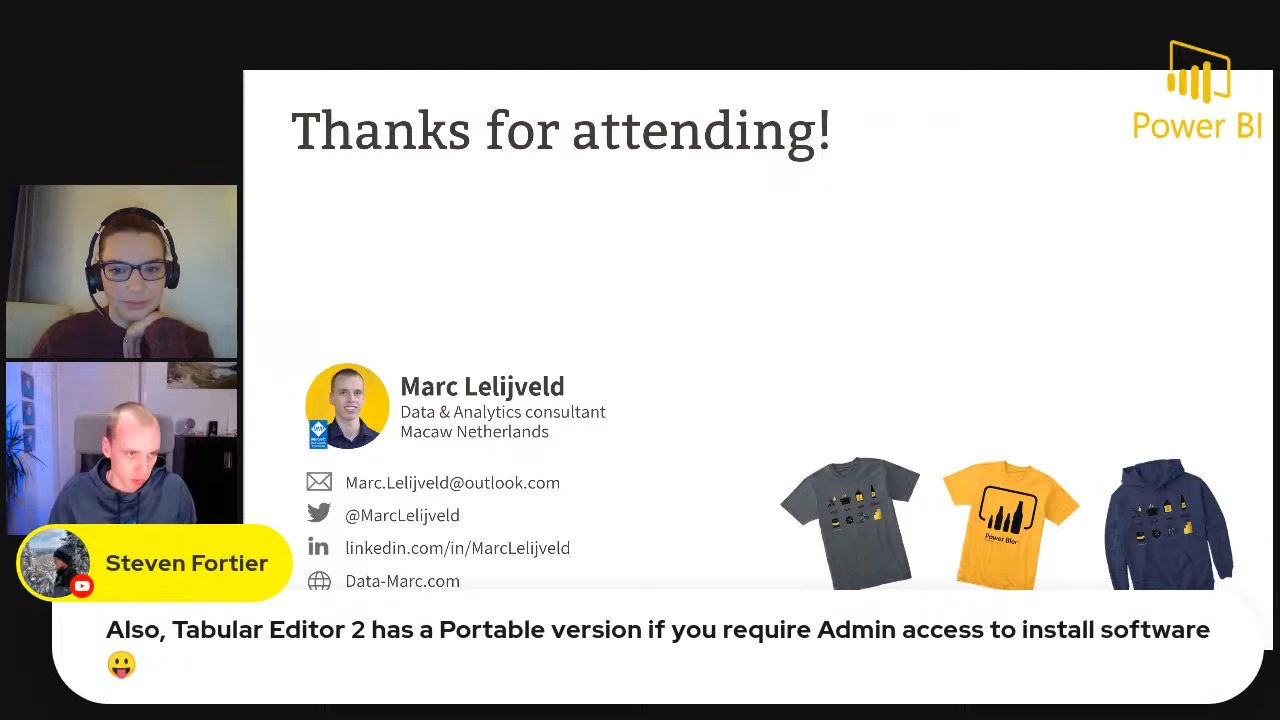 Thanks for attending!
Power BI
Marc Lelijveld
Data & Analytics consultant
Macaw Netherlands
Marc.Lelijveld@outlook.com
@MarcLelijveld
linkedin.com/in/MarcLelijveld
Data-Marc.com
Power BIer
Steven Fortier
Also, Tabular Editor 2 has a Portable version if you require Admin access to install software
😛